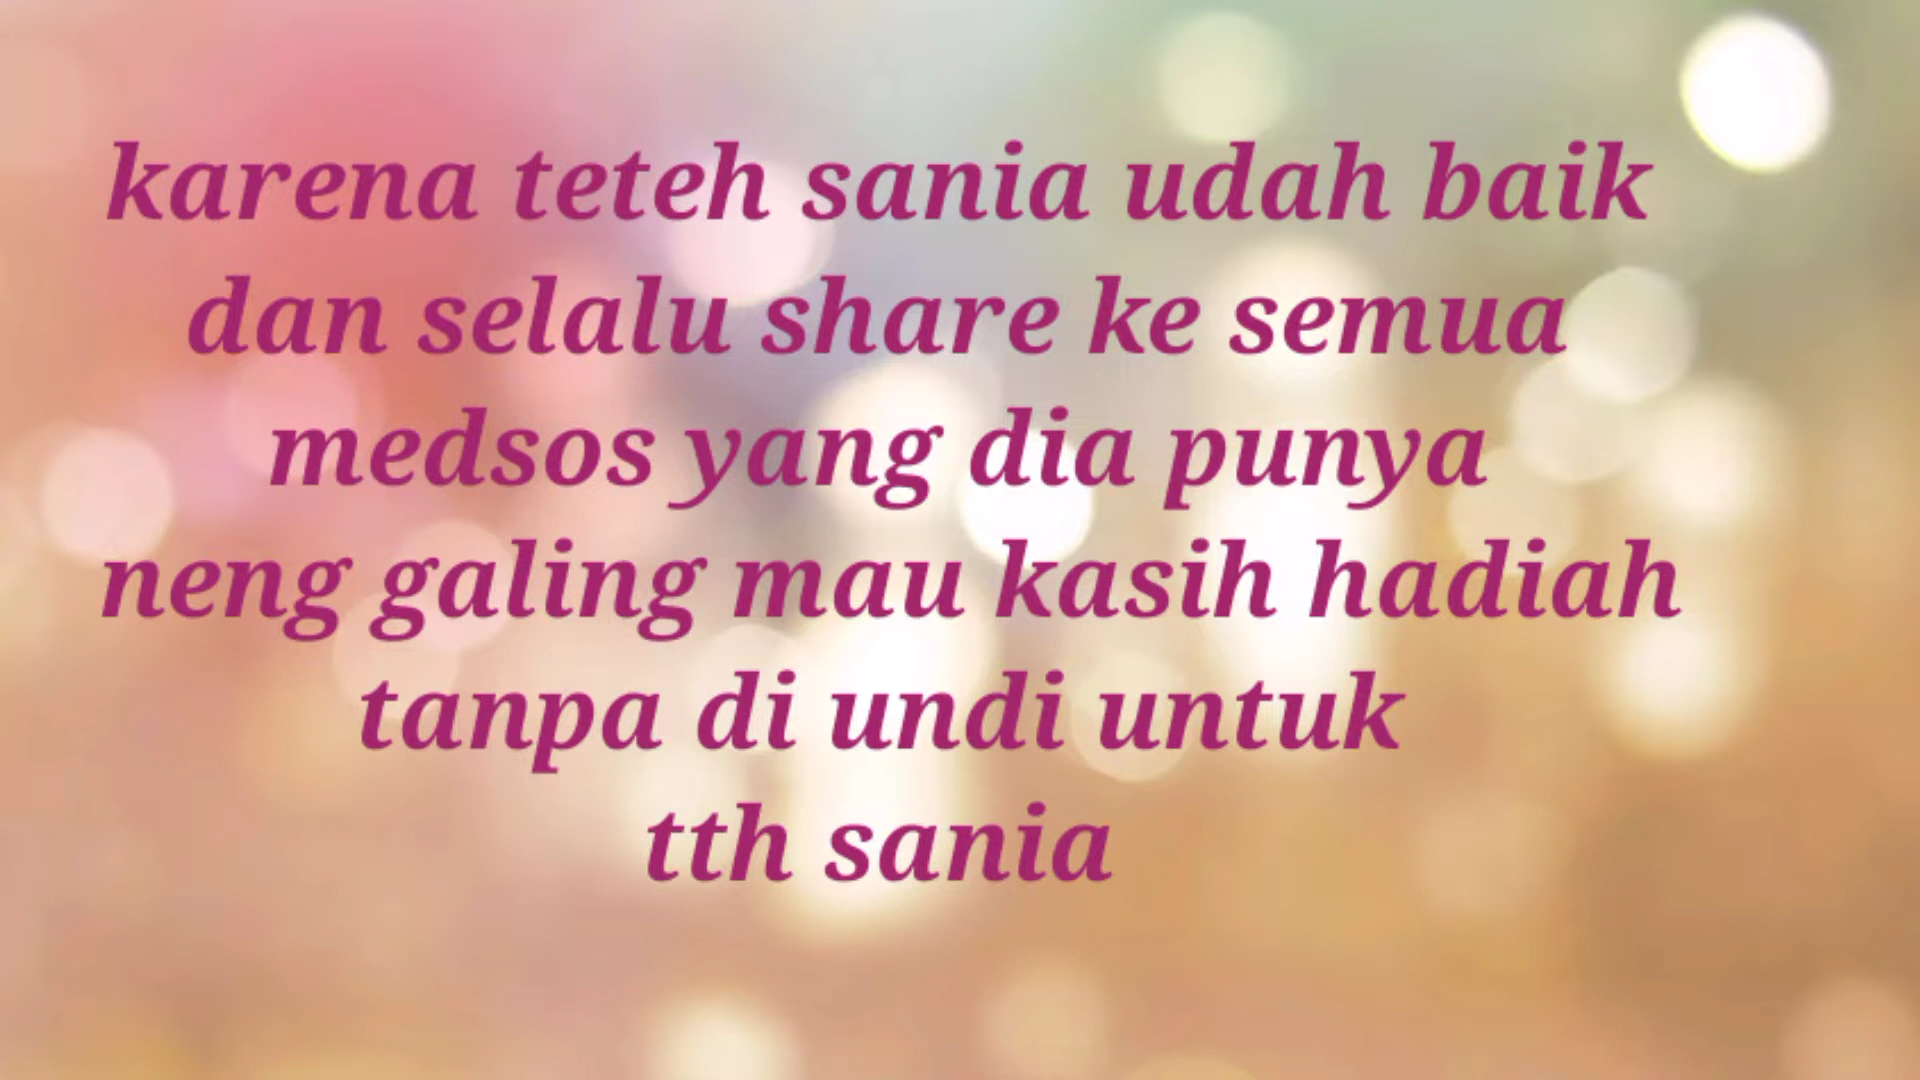 karena teteh sania udah baik
dan selalu share ke semua
medsos yang dia punya
neng galing mau kasih hadiah
tanpa di undi untuk
tth sania